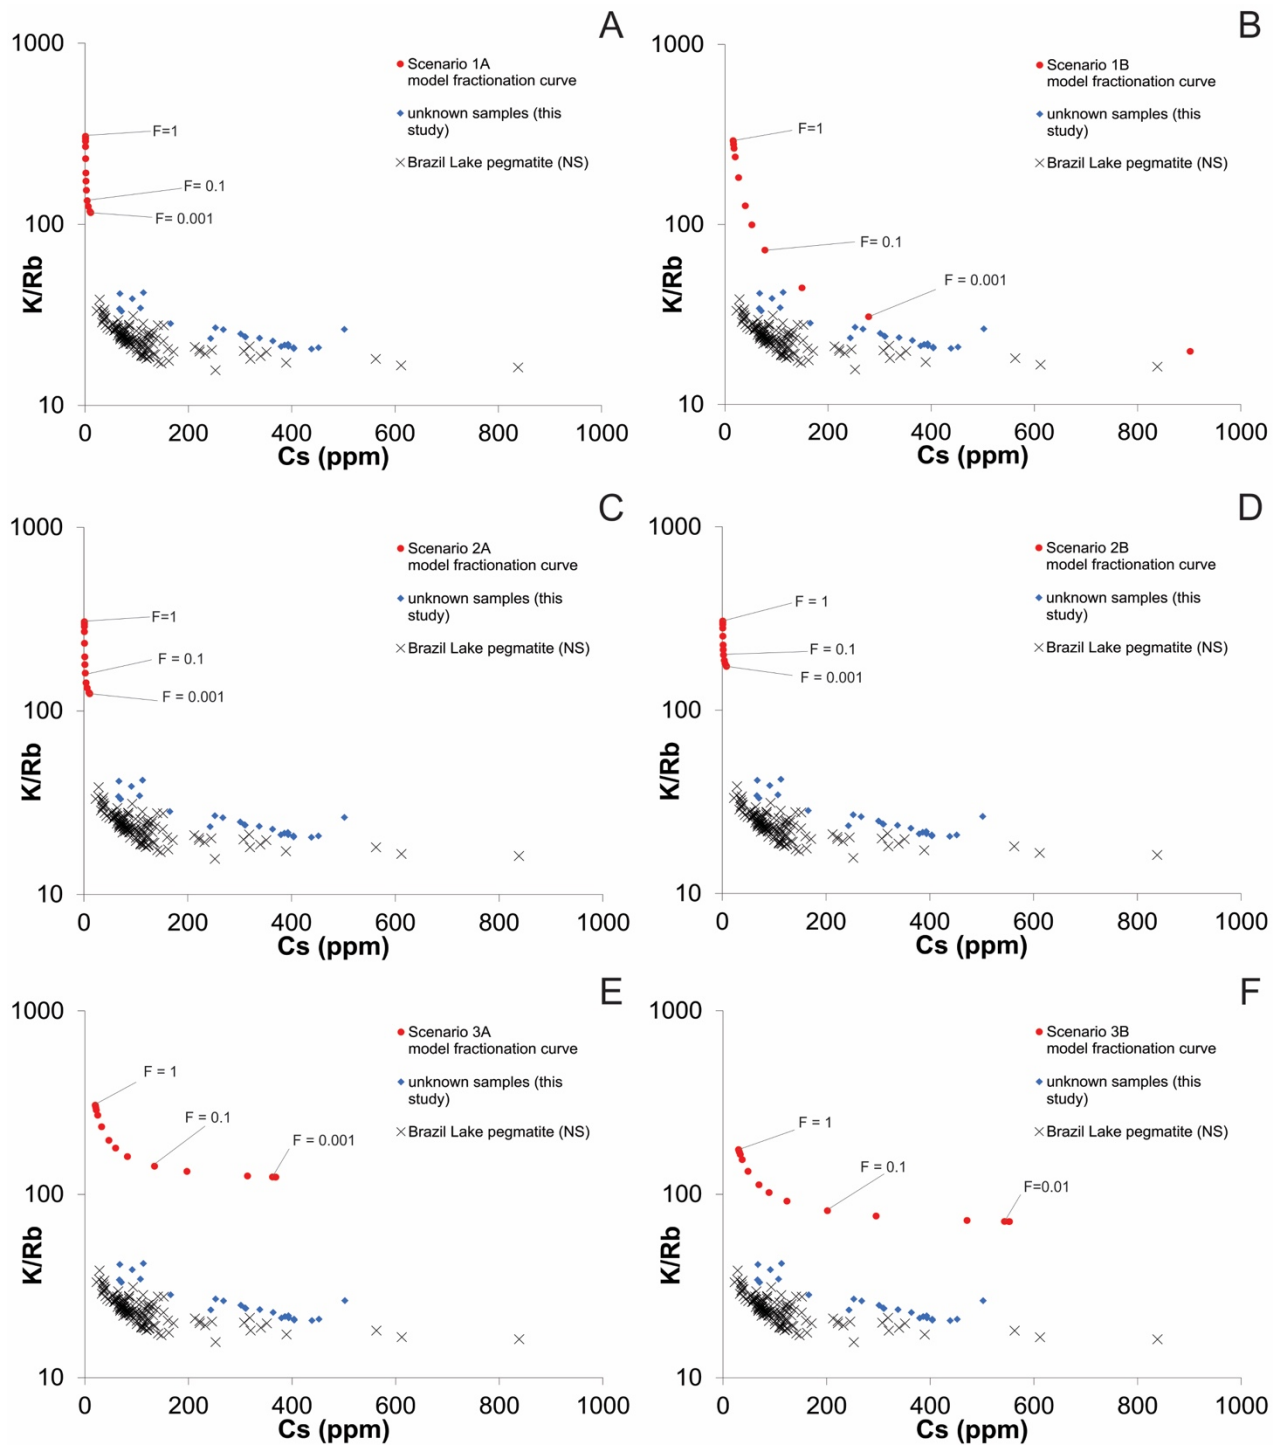 A
1000
100
10
K/Rb
0 200 400 600 800 1000
Cs (ppm)
F=1
F= 0.1
F= 0.001
Scenario 1A
model fractionation curve
unknown samples (this
study)
Brazil Lake pegmatite (NS)
B
1000
100
10
K/Rb
0 200 400 600 800 1000
Cs (ppm)
F=1
F= 0.1
F = 0.001
Scenario 1B
model fractionation curve
unknown samples (this
study)
Brazil Lake pegmatite (NS)
C
1000
100
10
K/Rb
0 200 400 600 800 1000
Cs (ppm)
F=1
F = 0.1
F = 0.001
Scenario 2A
model fractionation curve
unknown samples (this
study)
Brazil Lake pegmatite (NS)
D
1000
100
10
K/Rb
0 200 400 600 800 1000
Cs (ppm)
F = 1
F = 0.1
F = 0.001
Scenario 2B
model fractionation curve
unknown samples (this
study)
Brazil Lake pegmatite (NS)
E
1000
100
10
K/Rb
0 200 400 600 800 1000
Cs (ppm)
F = 1
F = 0.1
F = 0.001
Scenario 3A
model fractionation curve
unknown samples (this
study)
Brazil Lake pegmatite (NS)
F
1000
100
10
K/Rb
0 200 400 600 800 1000
Cs (ppm)
F = 1
F = 0.1
F=0.01
Scenario 3B
model fractionation curve
unknown samples (this
study)
Brazil Lake pegmatite (NS)